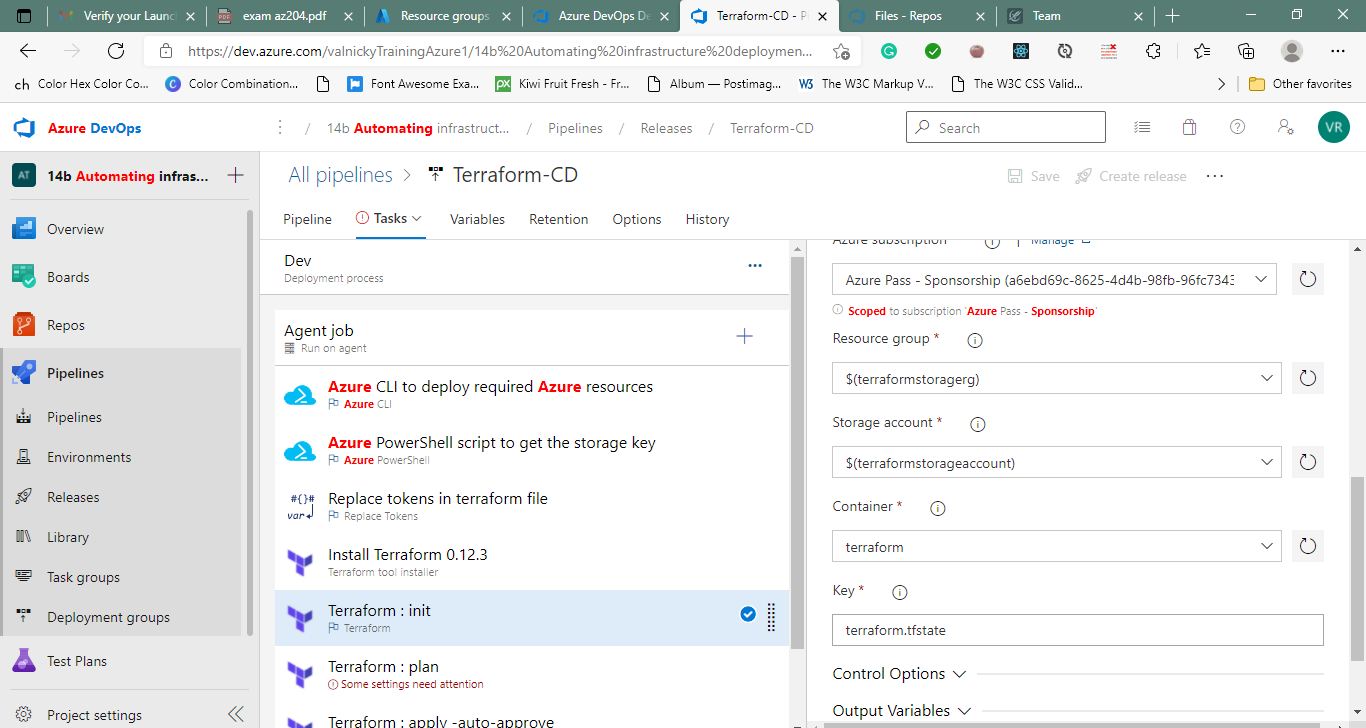 Verify your Launc
exam az204.pdf
Resource groups
Azure DevOps De
Terraform-CD - Pi
Files - Repos
Team
https://dev.azure.com/valnickyTrainingAzure1/14b%20Automating%20infrastructure%20deploymen...
ch Color Hex Color Co...
Color Combination...
Font Awesome Exa...
Kiwi Fruit Fresh - Fr...
Album — Postimag...
The W3C Markup V...
The W3C CSS Valid...
Other favorites
Azure DevOps
/ 14b Automating infrastruct... / Pipelines / Releases / Terraform-CD
Search
VR
AT 14b Automating infras...
Overview
Boards
Repos
Pipelines
Pipelines
Environments
Releases
Library
Task groups
Deployment groups
Test Plans
Project settings
All pipelines > Terraform-CD
Save
Create release
Pipeline
Tasks
Variables
Retention
Options
History
Dev
Deployment process
Agent job
Run on agent
Azure CLI to deploy required Azure resources
Azure CLI
Azure PowerShell script to get the storage key
Azure PowerShell
#{}#
var
Replace tokens in terraform file
Replace Tokens
Install Terraform 0.12.3
Terraform tool installer
Terraform : init
Terraform
Terraform : plan
Some settings need attention
Terraform : apply -auto-approve
Azure subscription
Manage
Azure Pass - Sponsorship (a6ebd69c-8625-4d4b-98fb-96fc7343
Scoped to subscription 'Azure Pass - Sponsorship'
Resource group *
$(terraformstoragerg)
Storage account *
$(terraformstorageaccount)
Container *
terraform
Key *
terraform.tfstate
Control Options
Output Variables